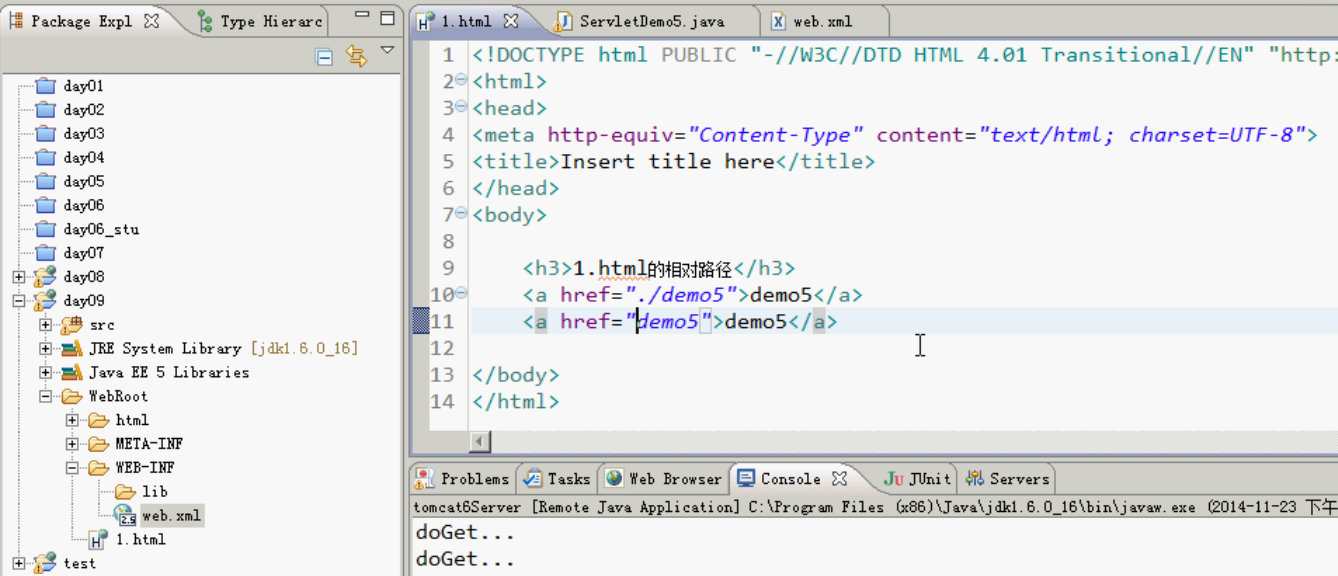 Package Expl
Type Hierarc
day01
day02
day03
day04
day05
day06
day06_stu
day07
day08
day09
src
JRE System Library [jdk1.6.0_16]
Java EE 5 Libraries
WebRoot
html
META-INF
WEB-INF
lib
web.xml
1.html
test
1.html
ServletDemo5.java
web.xml
1 <!DOCTYPE html PUBLIC "-//W3C//DTD HTML 4.01 Transitional//EN" "http:
2 <html>
3 <head>
4 <meta http-equiv="Content-Type" content="text/html; charset=UTF-8">
5 <title>Insert title here</title>
6 </head>
7 <body>
8
9 <h3>1.html的相对路径</h3>
10 <a href="./demo5">demo5</a>
11 <a href="demo5">demo5</a>
12
13 </body>
14 </html>
Problems Tasks Web Browser Console JUnit Servers
tomcat6Server [Remote Java Application] C:\Program Files (x86)\Java\jdk1.6.0_16\bin\javaw.exe (2014-11-23 下午
doGet...
doGet...